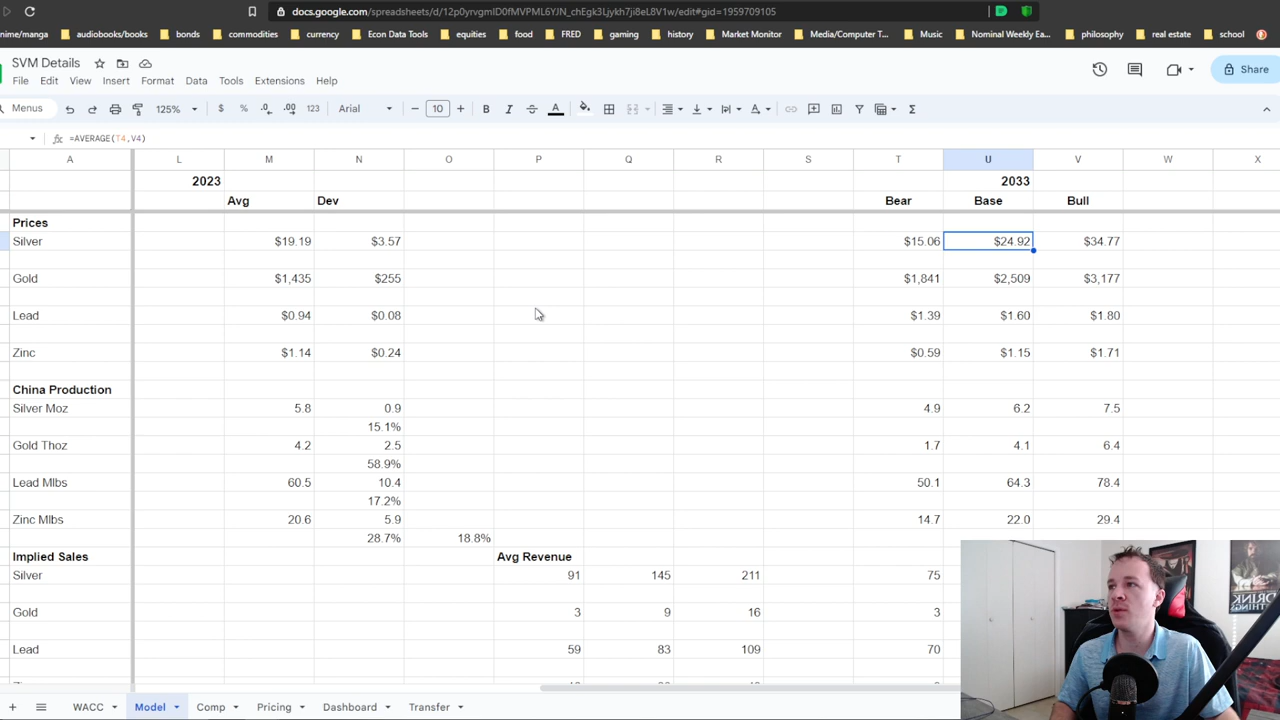 docs.google.com/spreadsheets/d/12p0yrvgmID0fMVPML6YJN_chEgk3Ljykh7ji8eL8V1w/edit#gid=1959709105
nime/manga audiobooks/books bonds commodities currency Econ Data Tools equities food FRED gaming history Market Monitor Media/Computer T... Music Nominal Weekly Ea... philosophy real estate school
SVM Details
File Edit View Insert Format Data Tools Extensions Help
Share
Menus 125% $ % .0 .00 123 Arial 10 B I A Σ
fx =AVERAGE(T4,V4)
A L M N O P Q R S T U V W X
2023 2033
Avg Dev Bear Base Bull
Prices
Silver $19.19 $3.57 $15.06 $24.92 $34.77
Gold $1,435 $255 $1,841 $2,509 $3,177
Lead $0.94 $0.08 $1.39 $1.60 $1.80
Zinc $1.14 $0.24 $0.59 $1.15 $1.71
China Production
Silver Moz 5.8 0.9 4.9 6.2 7.5
15.1%
Gold Thoz 4.2 2.5 1.7 4.1 6.4
58.9%
Lead Mlbs 60.5 10.4 50.1 64.3 78.4
17.2%
Zinc Mlbs 20.6 5.9 14.7 22.0 29.4
28.7% 18.8%
Implied Sales Avg Revenue
Silver 91 145 211 75
Gold 3 9 16 3
Lead 59 83 109 70
DRINK
THINGS
WACC Model Comp Pricing Dashboard Transfer